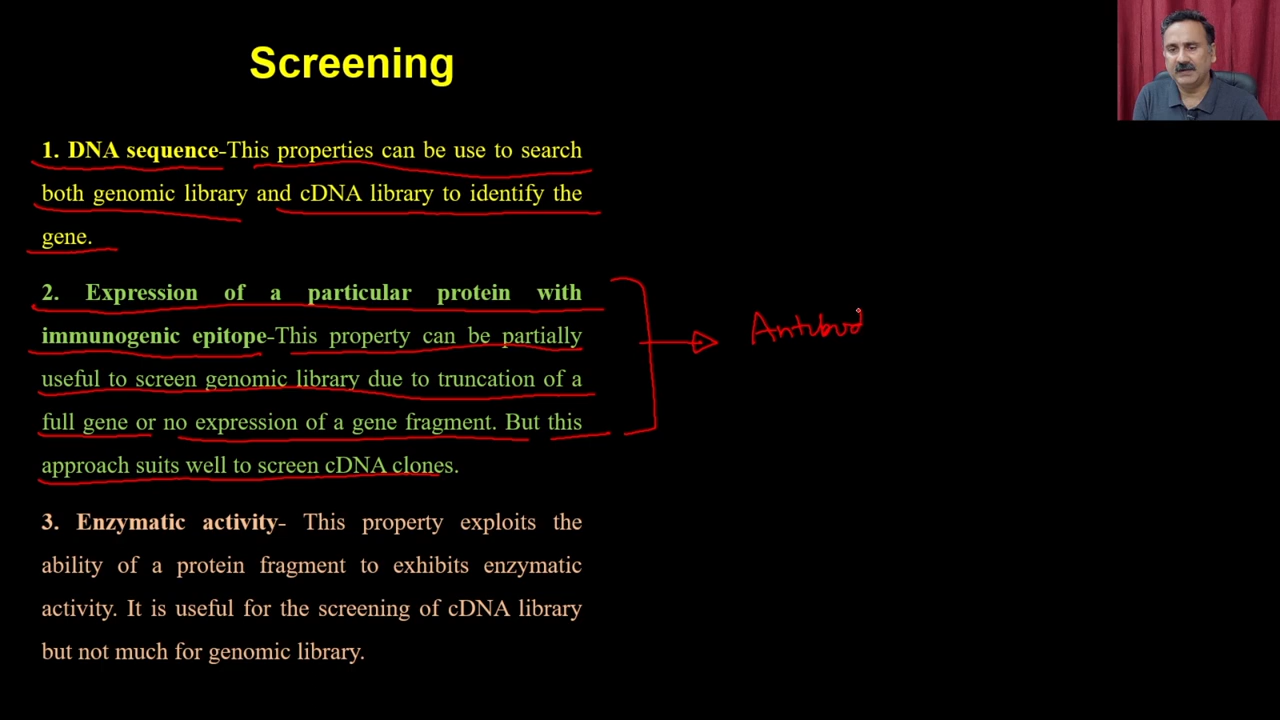 Screening
1. DNA sequence-This properties can be use to search
both genomic library and cDNA library to identify the
gene.
2. Expression of a particular protein with
immunogenic epitope-This property can be partially
useful to screen genomic library due to truncation of a
full gene or no expression of a gene fragment. But this
approach suits well to screen cDNA clones.
Antibod
3. Enzymatic activity- This property exploits the
ability of a protein fragment to exhibits enzymatic
activity. It is useful for the screening of cDNA library
but not much for genomic library.